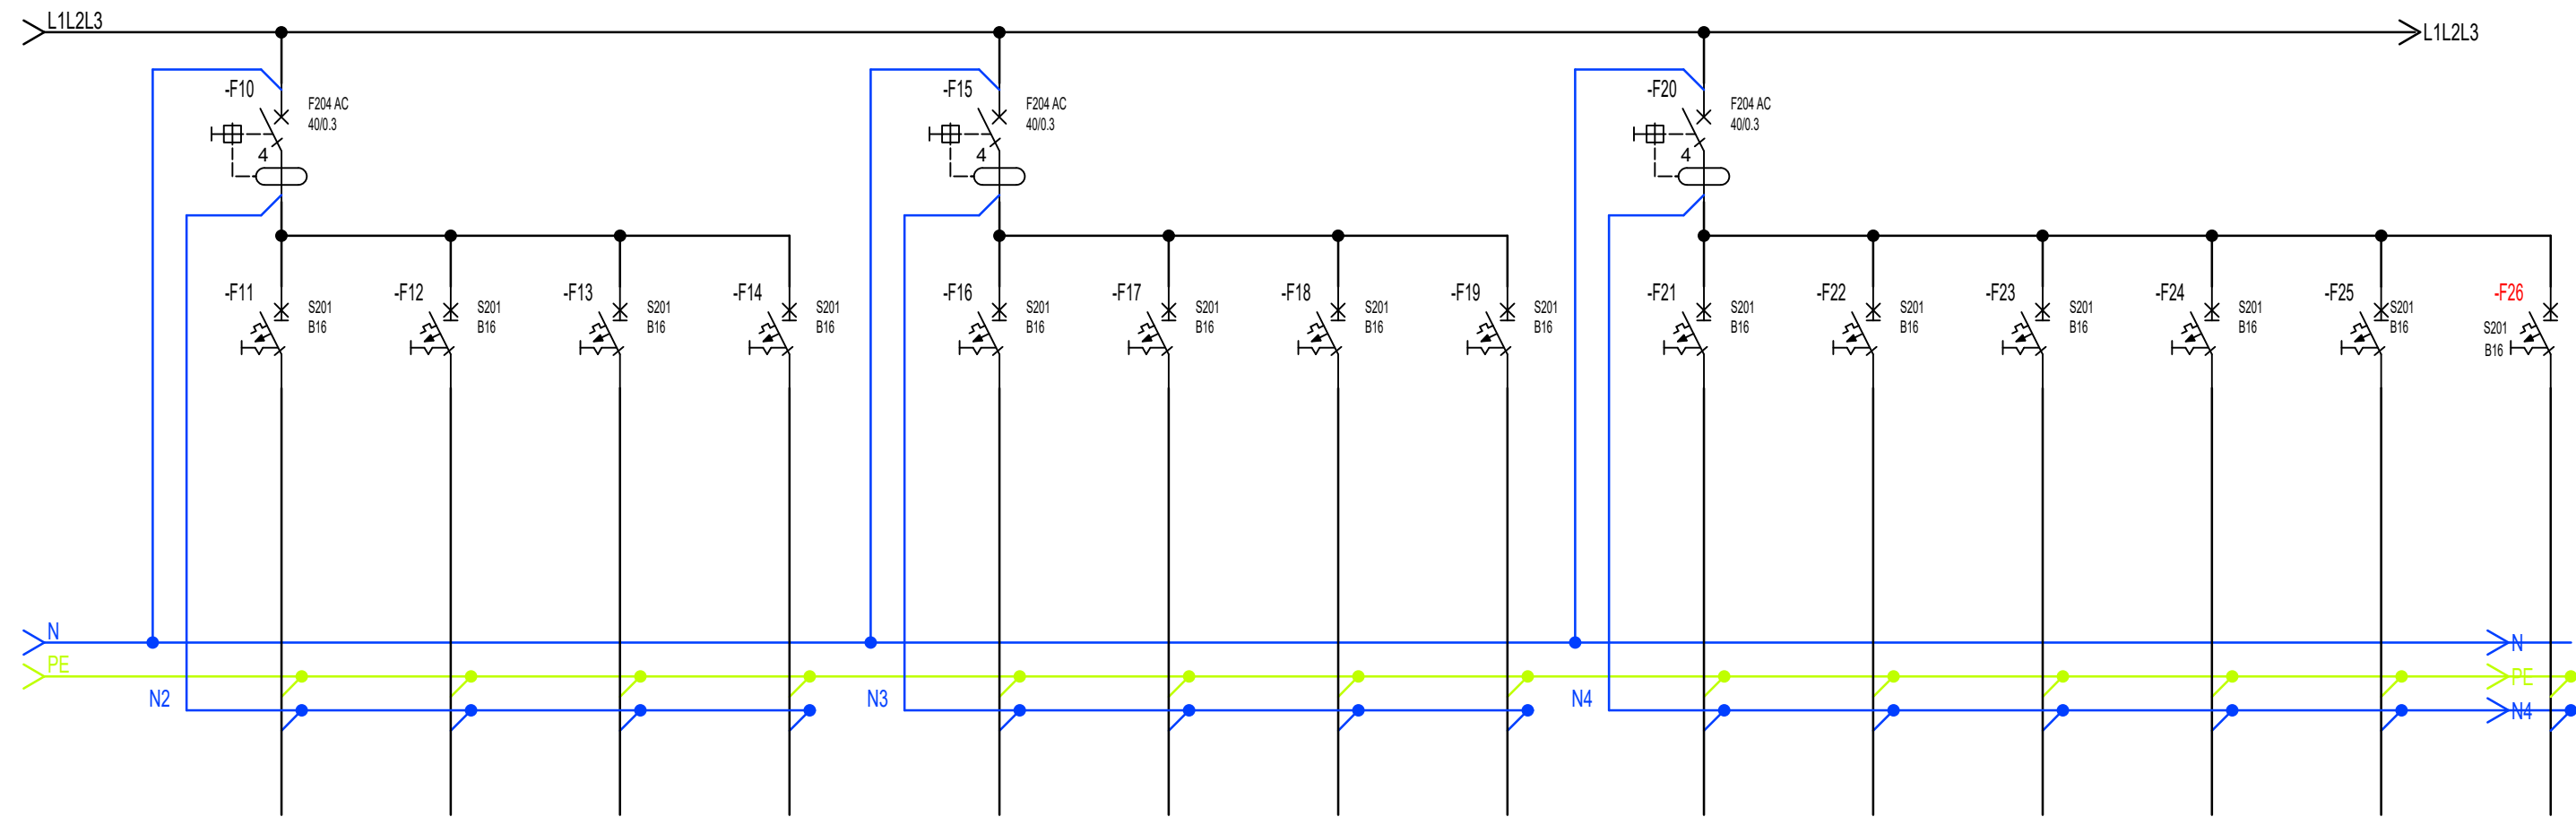 L1L2L3
L1L2L3
-F10
F204 AC
40/0.3
4
-F15
F204 AC
40/0.3
4
-F20
F204 AC
40/0.3
4
-F11
S201
B16
-F12
S201
B16
-F13
S201
B16
-F14
S201
B16
-F16
S201
B16
-F17
S201
B16
-F18
S201
B16
-F19
S201
B16
-F21
S201
B16
-F22
S201
B16
-F23
S201
B16
-F24
S201
B16
-F25
S201
B16
-F26
S201
B16
N
N
PE
PE
N2
N3
N4
N4